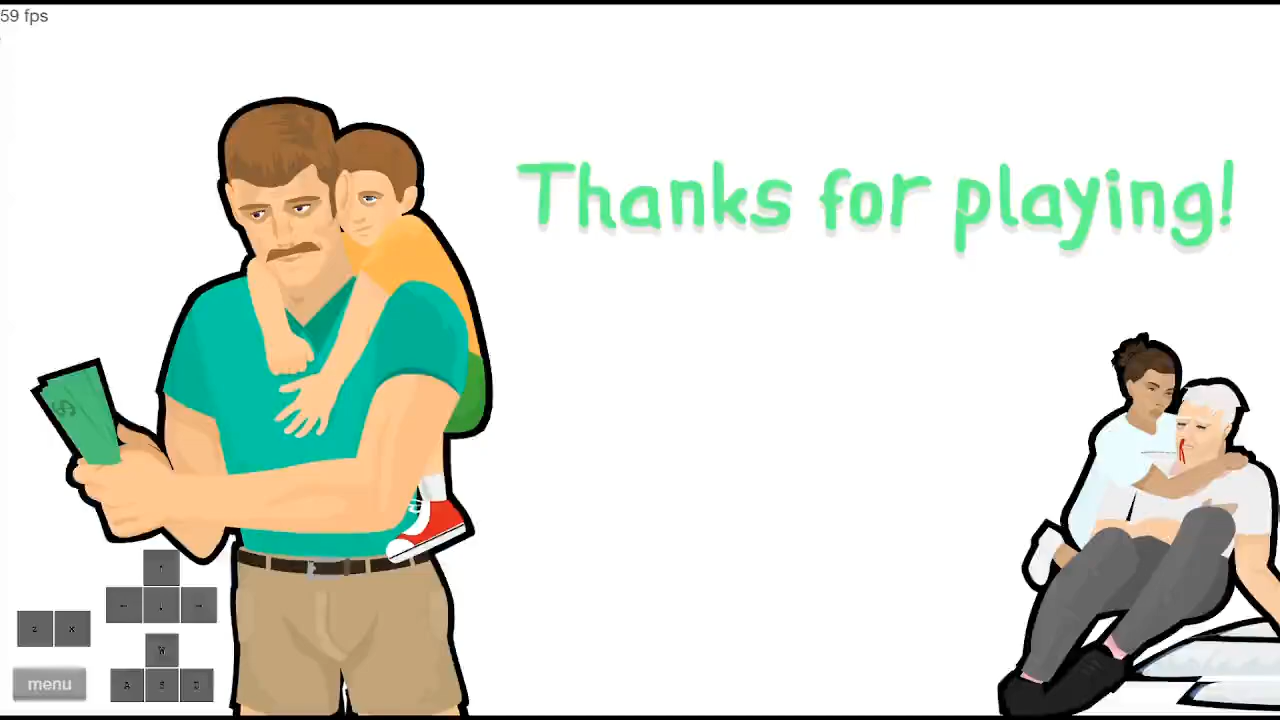 59 fps
Thanks for playing!
$
↑
← ↓ →
z x
W
A S D
menu